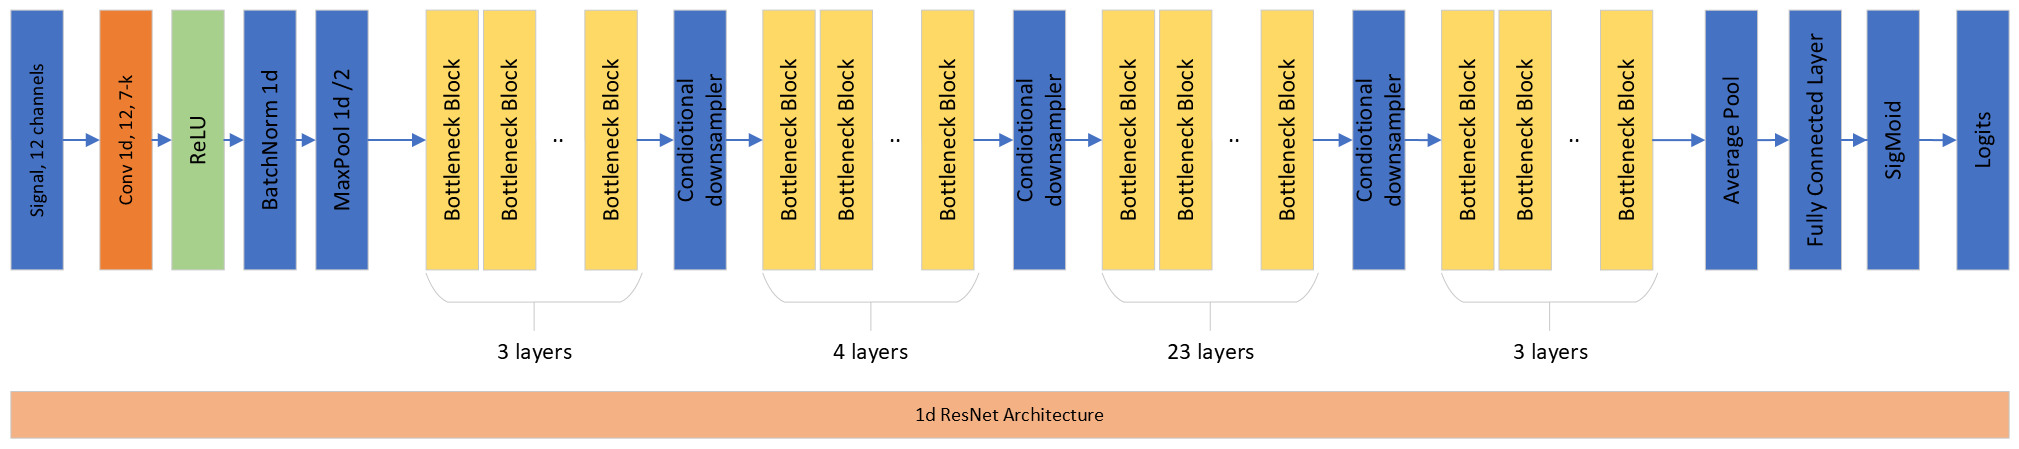 Signal, 12 channels
Conv 1d, 12, 7-k
ReLU
BatchNorm 1d
MaxPool 1d /2
Bottleneck Block
Bottleneck Block
..
Bottleneck Block
Condiotional
downsampler
Bottleneck Block
Bottleneck Block
..
Bottleneck Block
Condiotional
downsampler
Bottleneck Block
Bottleneck Block
..
Bottleneck Block
Condiotional
downsampler
Bottleneck Block
Bottleneck Block
..
Bottleneck Block
Average Pool
Fully Connected Layer
SigMoid
Logits
3 layers
4 layers
23 layers
3 layers
1d ResNet Architecture